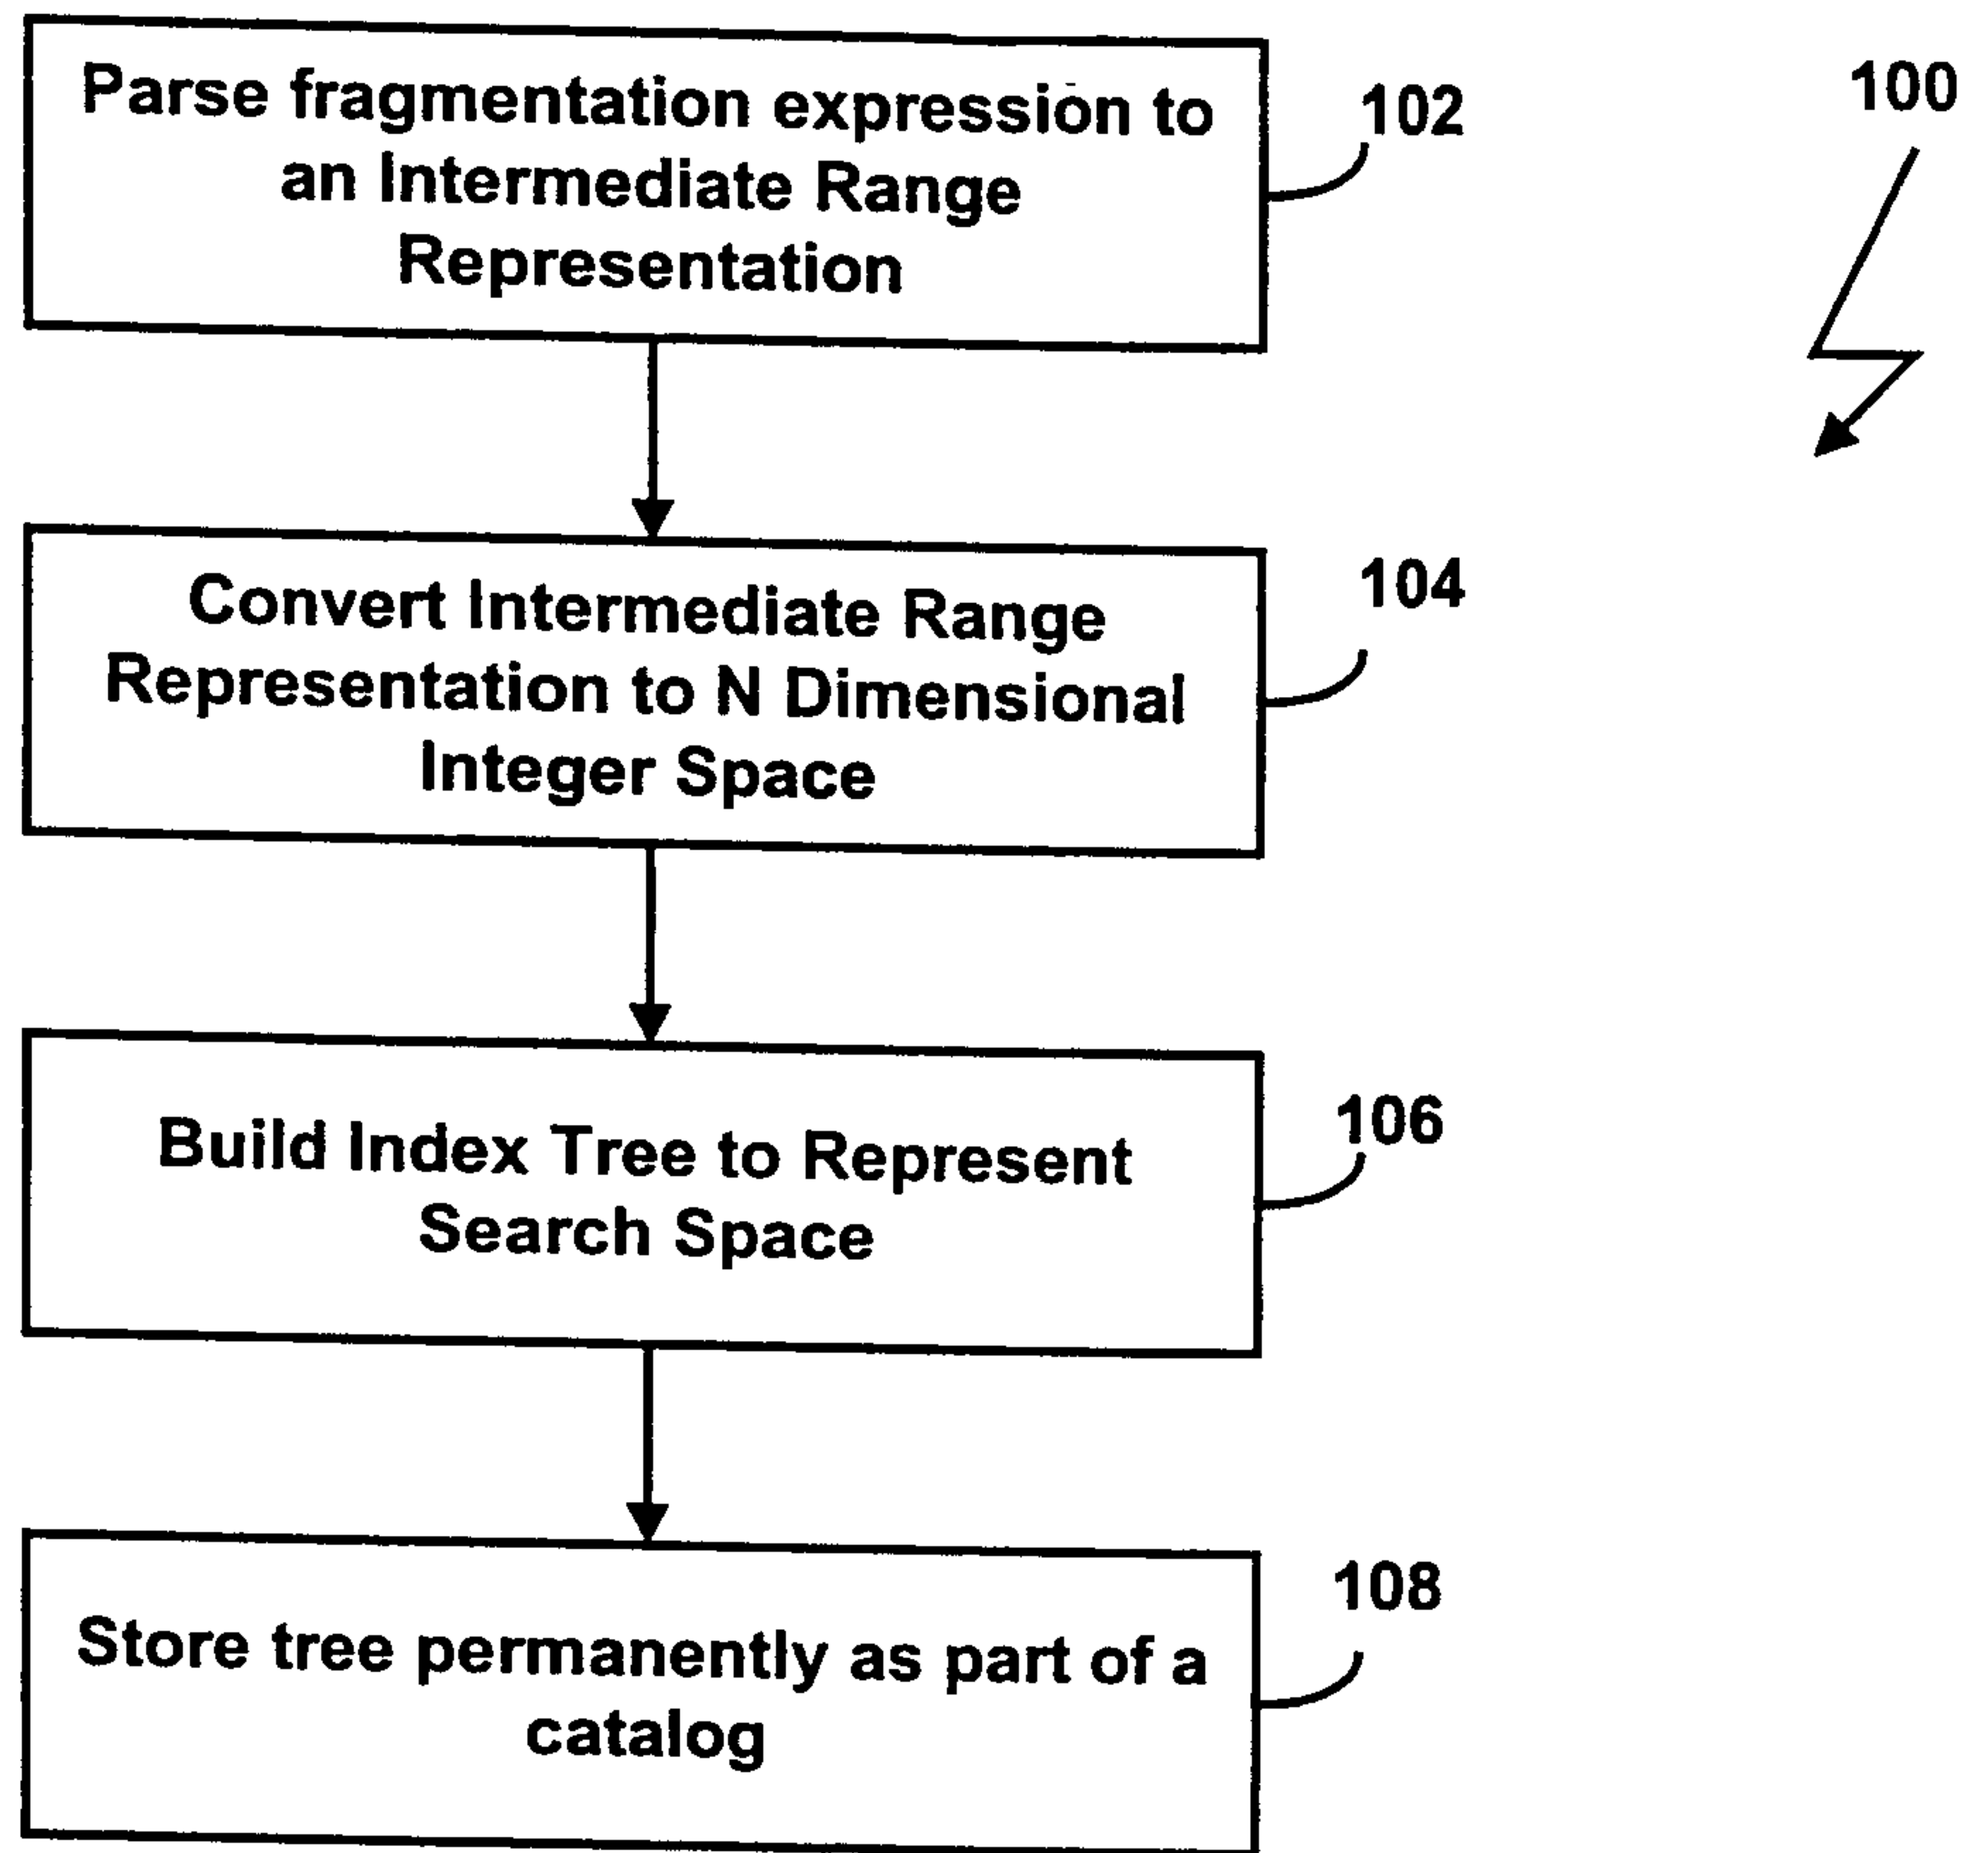 Parse fragmentation expression to
an Intermediate Range
Representation
102
100
Convert Intermediate Range
Representation to N Dimensional
Integer Space
104
Build Index Tree to Represent
Search Space
106
Store tree permanently as part of a
catalog
108